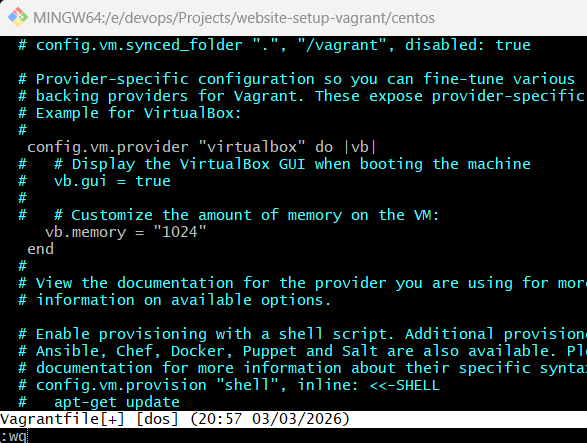 MINGW64:/e/devops/Projects/website-setup-vagrant/centos
# config.vm.synced_folder ".", "/vagrant", disabled: true
# Provider-specific configuration so you can fine-tune various
# backing providers for Vagrant. These expose provider-specific
# Example for VirtualBox:
#
config.vm.provider "virtualbox" do |vb|
#   # Display the VirtualBox GUI when booting the machine
#   vb.gui = true
#
#   # Customize the amount of memory on the VM:
vb.memory = "1024"
end
#
# View the documentation for the provider you are using for more
# information on available options.
# Enable provisioning with a shell script. Additional provisione
# Ansible, Chef, Docker, Puppet and Salt are also available. Ple
# documentation for more information about their specific synta
# config.vm.provision "shell", inline: <<-SHELL
#   apt-get update
Vagrantfile[+] [dos] (20:57 03/03/2026)
:wq